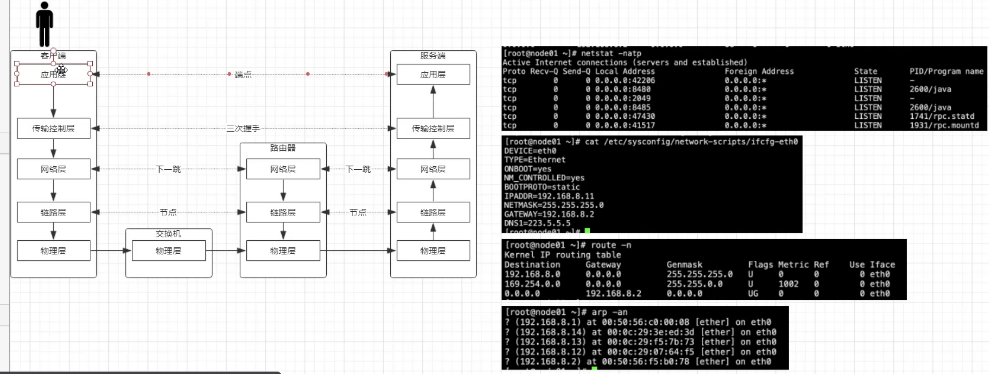 客户端
服务端
应用层
端点
应用层
传输控制层
三次握手
传输控制层
路由器
网络层
下一跳
网络层
下一跳
网络层
链路层
节点
链路层
节点
链路层
交换机
物理层
物理层
物理层
物理层
[root@node01 ~]# netstat -natp
Active Internet connections (servers and established)
Proto Recv-Q Send-Q Local Address Foreign Address State PID/Program name
tcp 0 0 0.0.0.0:42206 0.0.0.0:* LISTEN -
tcp 0 0 0.0.0.0:8480 0.0.0.0:* LISTEN 2600/java
tcp 0 0 0.0.0.0:2049 0.0.0.0:* LISTEN -
tcp 0 0 0.0.0.0:8485 0.0.0.0:* LISTEN 2600/java
tcp 0 0 0.0.0.0:47430 0.0.0.0:* LISTEN 1741/rpc.statd
tcp 0 0 0.0.0.0:41517 0.0.0.0:* LISTEN 1931/rpc.mountd
[root@node01 ~]# cat /etc/sysconfig/network-scripts/ifcfg-eth0
DEVICE=eth0
TYPE=Ethernet
ONBOOT=yes
NM_CONTROLLED=yes
BOOTPROTO=static
IPADDR=192.168.8.11
NETMASK=255.255.255.0
GATEWAY=192.168.8.2
DNS1=223.5.5.5
[root@node01 ~]#
[root@node01 ~]# route -n
Kernel IP routing table
Destination Gateway Genmask Flags Metric Ref Use Iface
192.168.8.0 0.0.0.0 255.255.255.0 U 0 0 0 eth0
169.254.0.0 0.0.0.0 255.255.0.0 U 1002 0 0 eth0
0.0.0.0 192.168.8.2 0.0.0.0 UG 0 0 0 eth0
[root@node01 ~]# arp -an
? (192.168.8.1) at 00:50:56:c0:00:08 [ether] on eth0
? (192.168.8.14) at 00:0c:29:3e:ed:3d [ether] on eth0
? (192.168.8.13) at 00:0c:29:f5:7b:73 [ether] on eth0
? (192.168.8.12) at 00:0c:29:07:64:f5 [ether] on eth0
? (192.168.8.2) at 00:50:56:f5:b0:78 [ether] on eth0